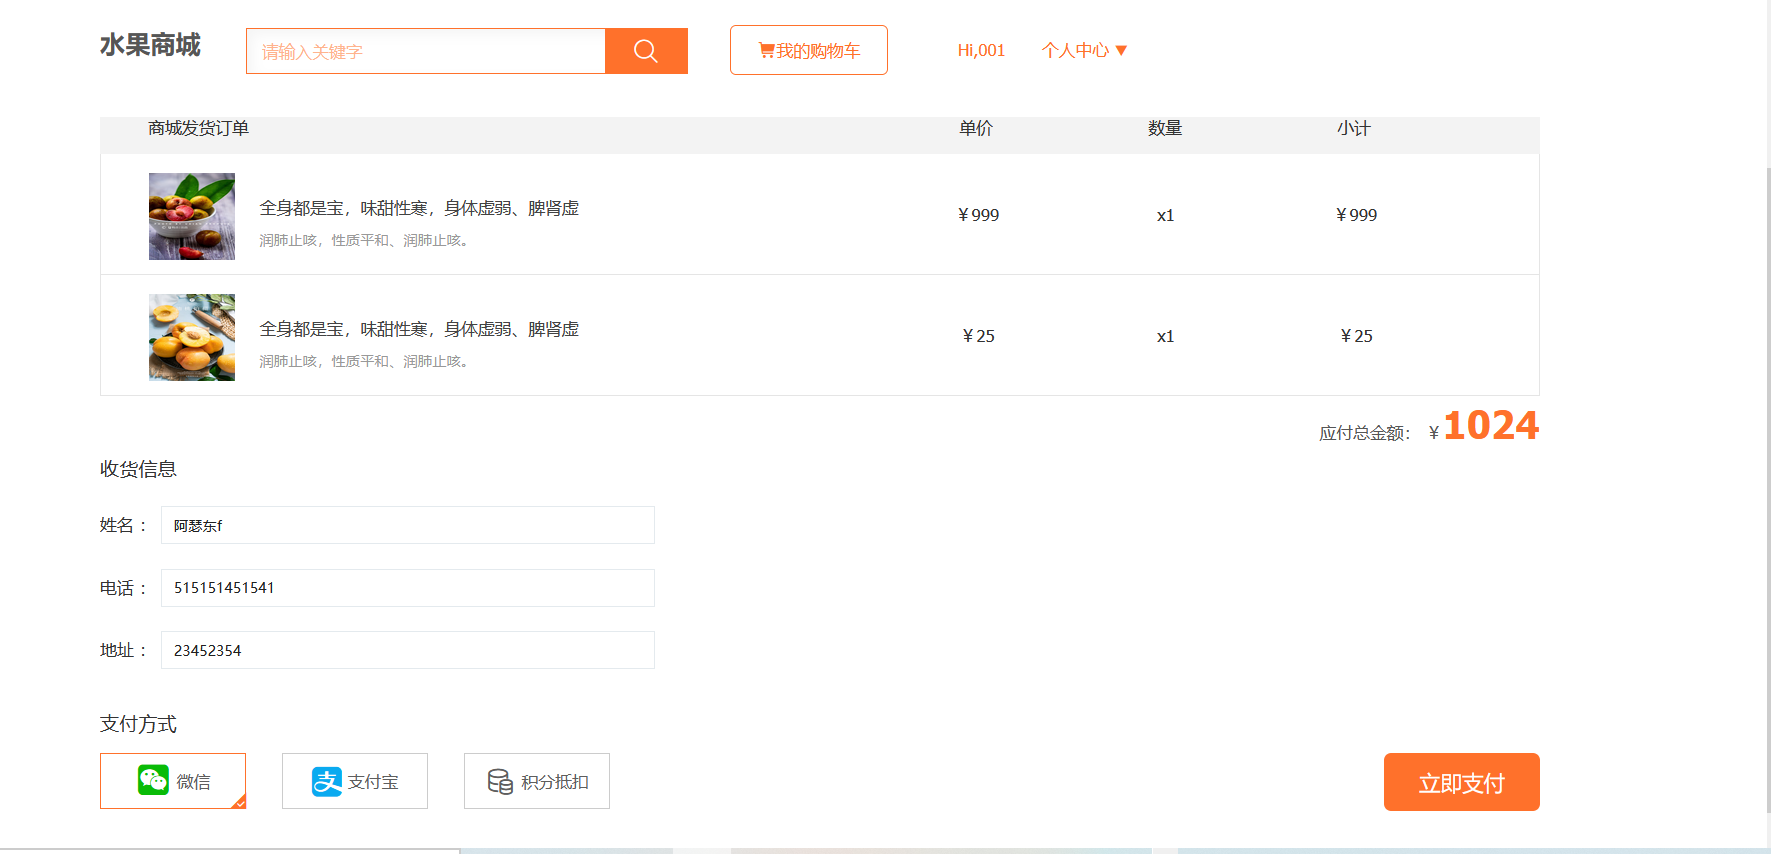 水果商城
请输入关键字
我的购物车
Hi,001
个人中心 ▼
商城发货订单 单价 数量 小计
全身都是宝，味甜性寒，身体虚弱、脾肾虚
润肺止咳，性质平和、润肺止咳。
￥999 x1 ￥999
全身都是宝，味甜性寒，身体虚弱、脾肾虚
润肺止咳，性质平和、润肺止咳。
￥25 x1 ￥25
应付总金额： ￥1024
收货信息
姓名： 阿瑟东f
电话： 515151451541
地址： 23452354
支付方式
微信
支付宝
积分抵扣
立即支付